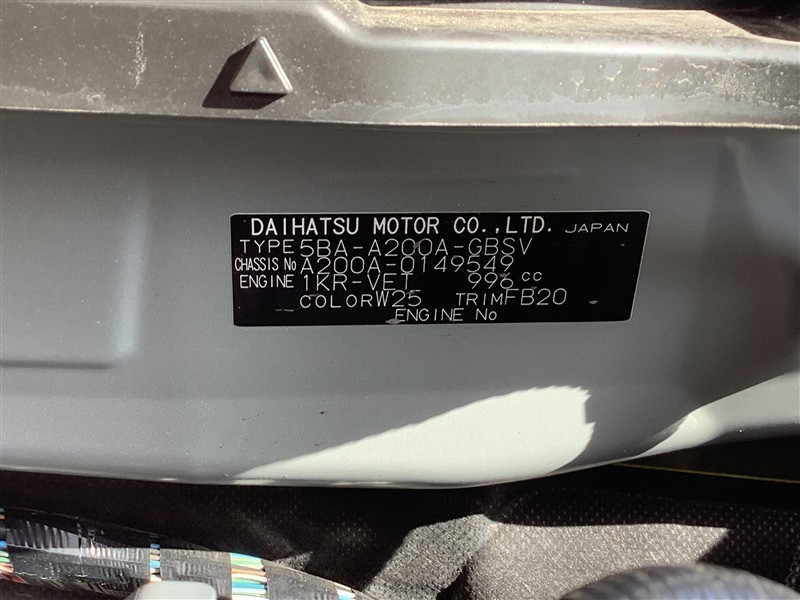 DAIHATSU MOTOR CO.,LTD. JAPAN
TYPE 5BA-A200A-GBSV
CHASSIS No A200A-0149549
ENGINE 1KR-VET 996 cc
COLOR W25 TRIM FB20
ENGINE No